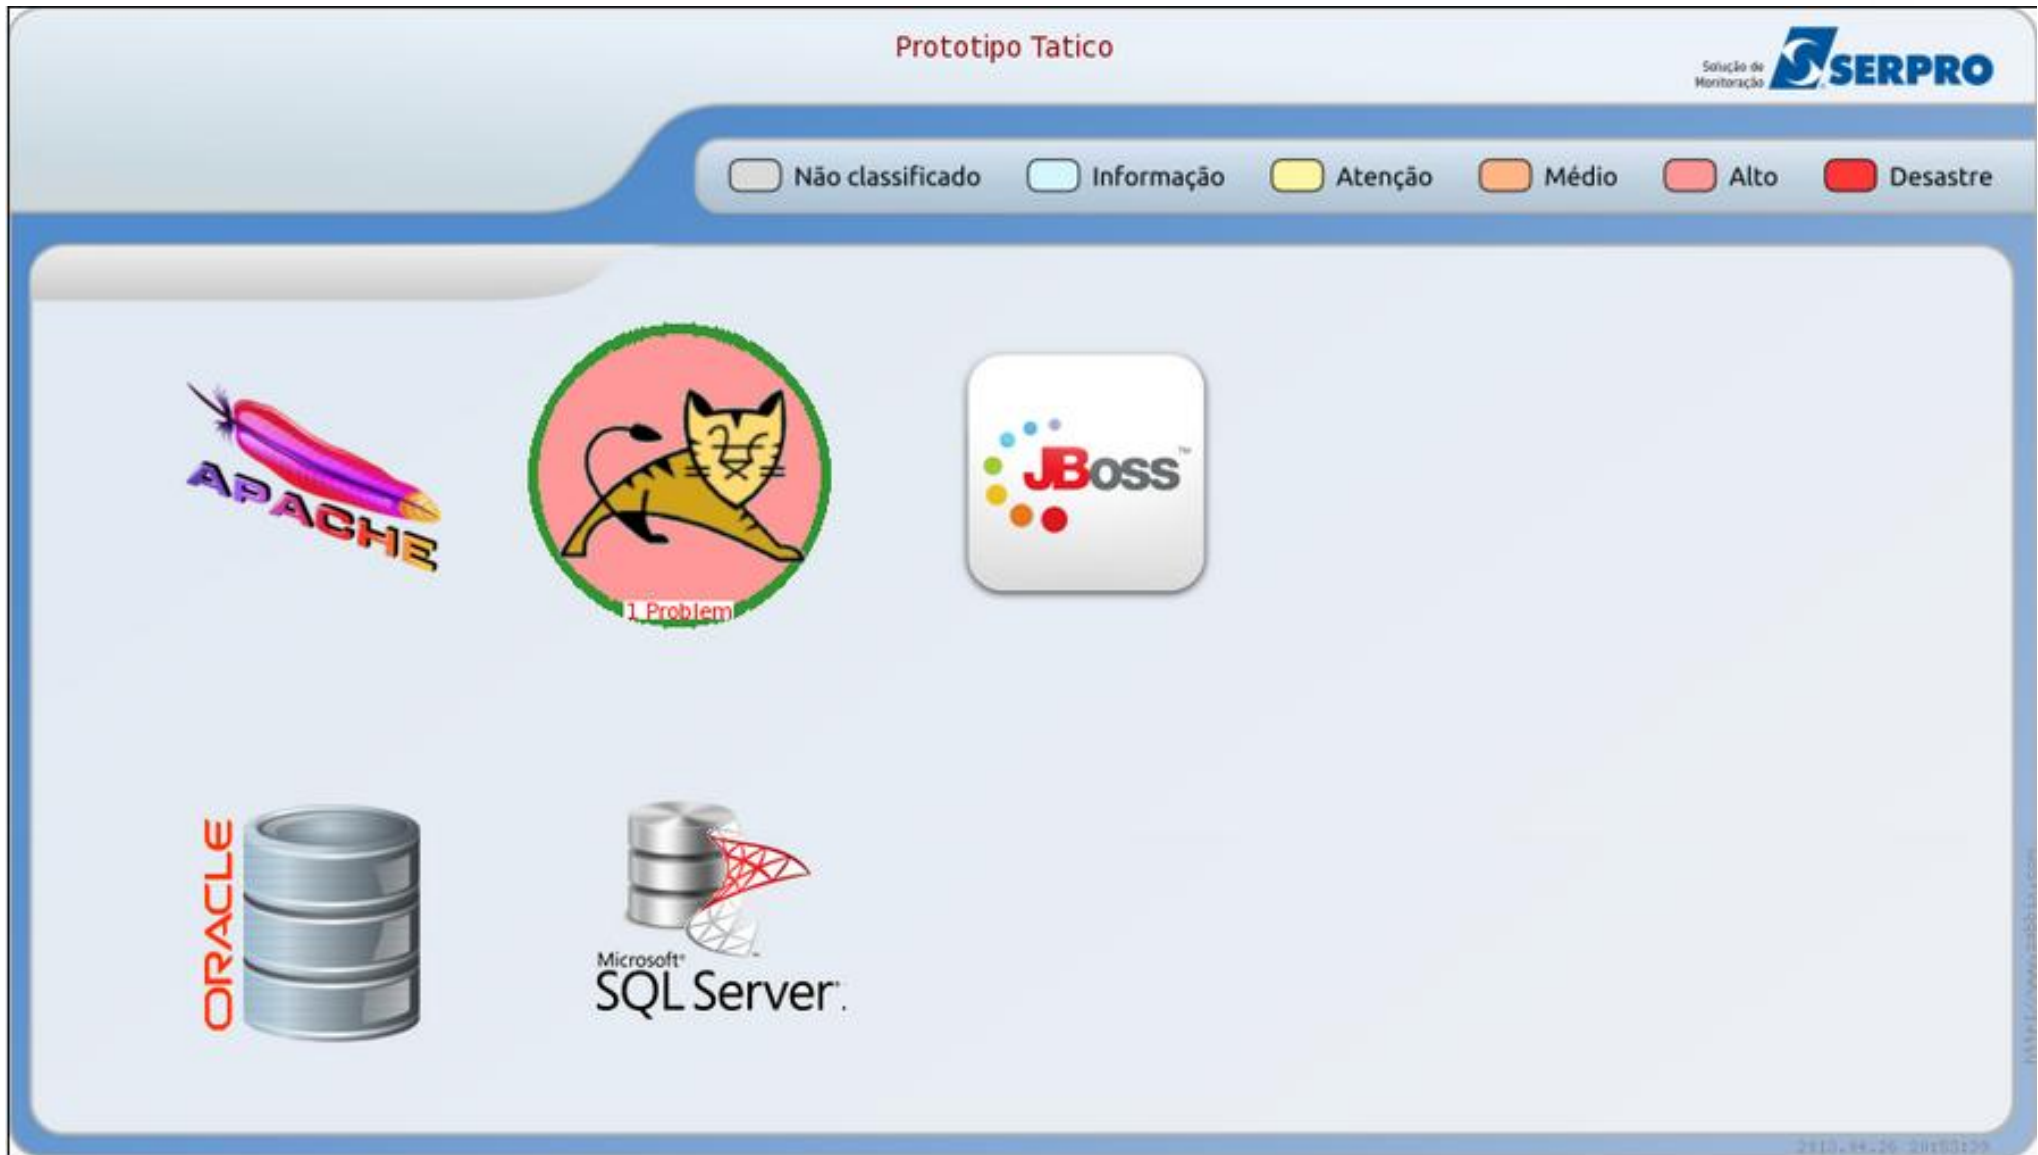 Prototipo Tatico
Solução de
Monitoração
SERPRO
Não classificado
Informação
Atenção
Médio
Alto
Desastre
APACHE
1 Problem
JBoss™
ORACLE
Microsoft®
SQL Server®